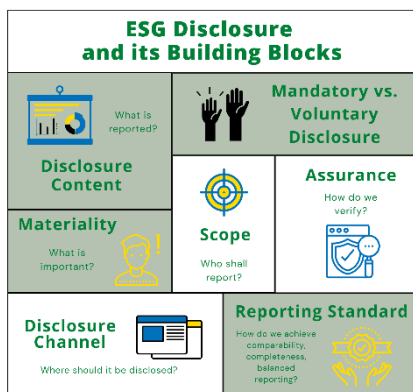 ESG Disclosure
and its Building Blocks
What is
reported?
Disclosure
Content
Mandatory vs.
Voluntary
Disclosure
Materiality
What is
important?
Scope
Who shall
report?
Assurance
How do we
verify?
Disclosure
Channel
Where should it be disclosed?
Reporting Standard
How do we achieve
comparability,
completeness,
balanced
reporting?